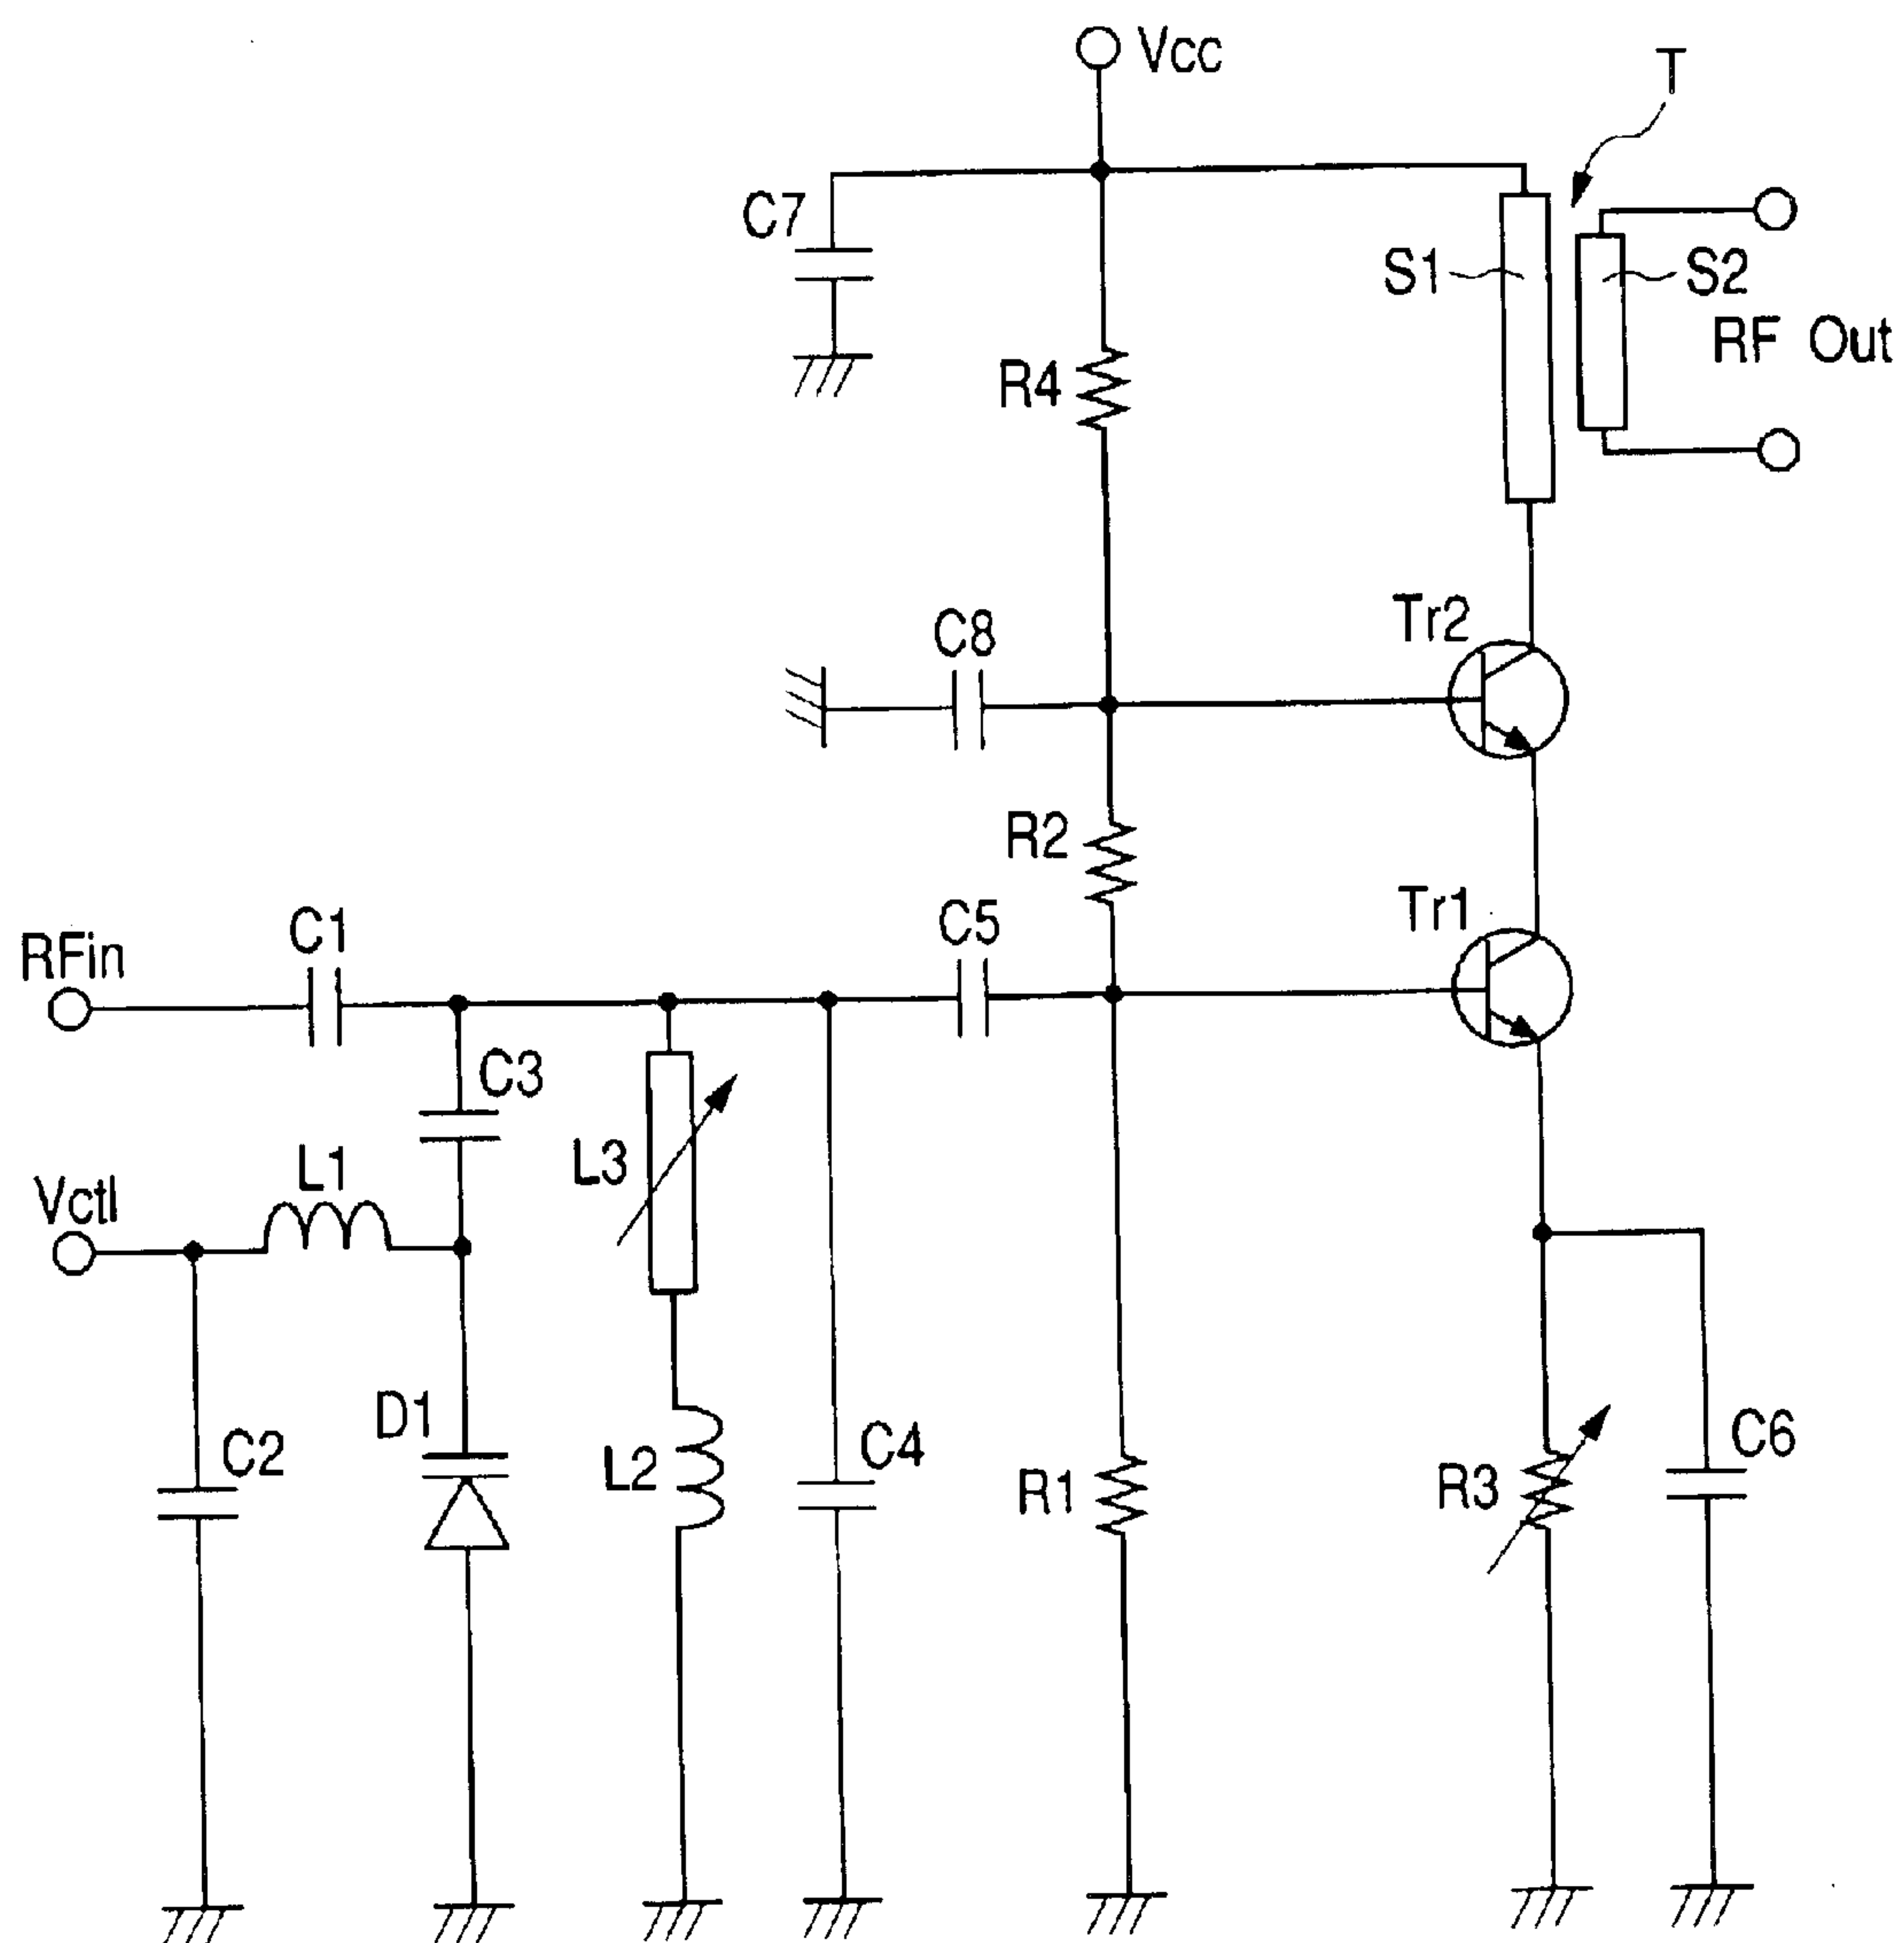 Vcc
T
C7
S1
S2
RF Out
R4
Tr2
C8
R2
Tr1
C5
C1
RFin
C3
L1
L3
Vctl
D1
C4
C6
C2
L2
R1
R3